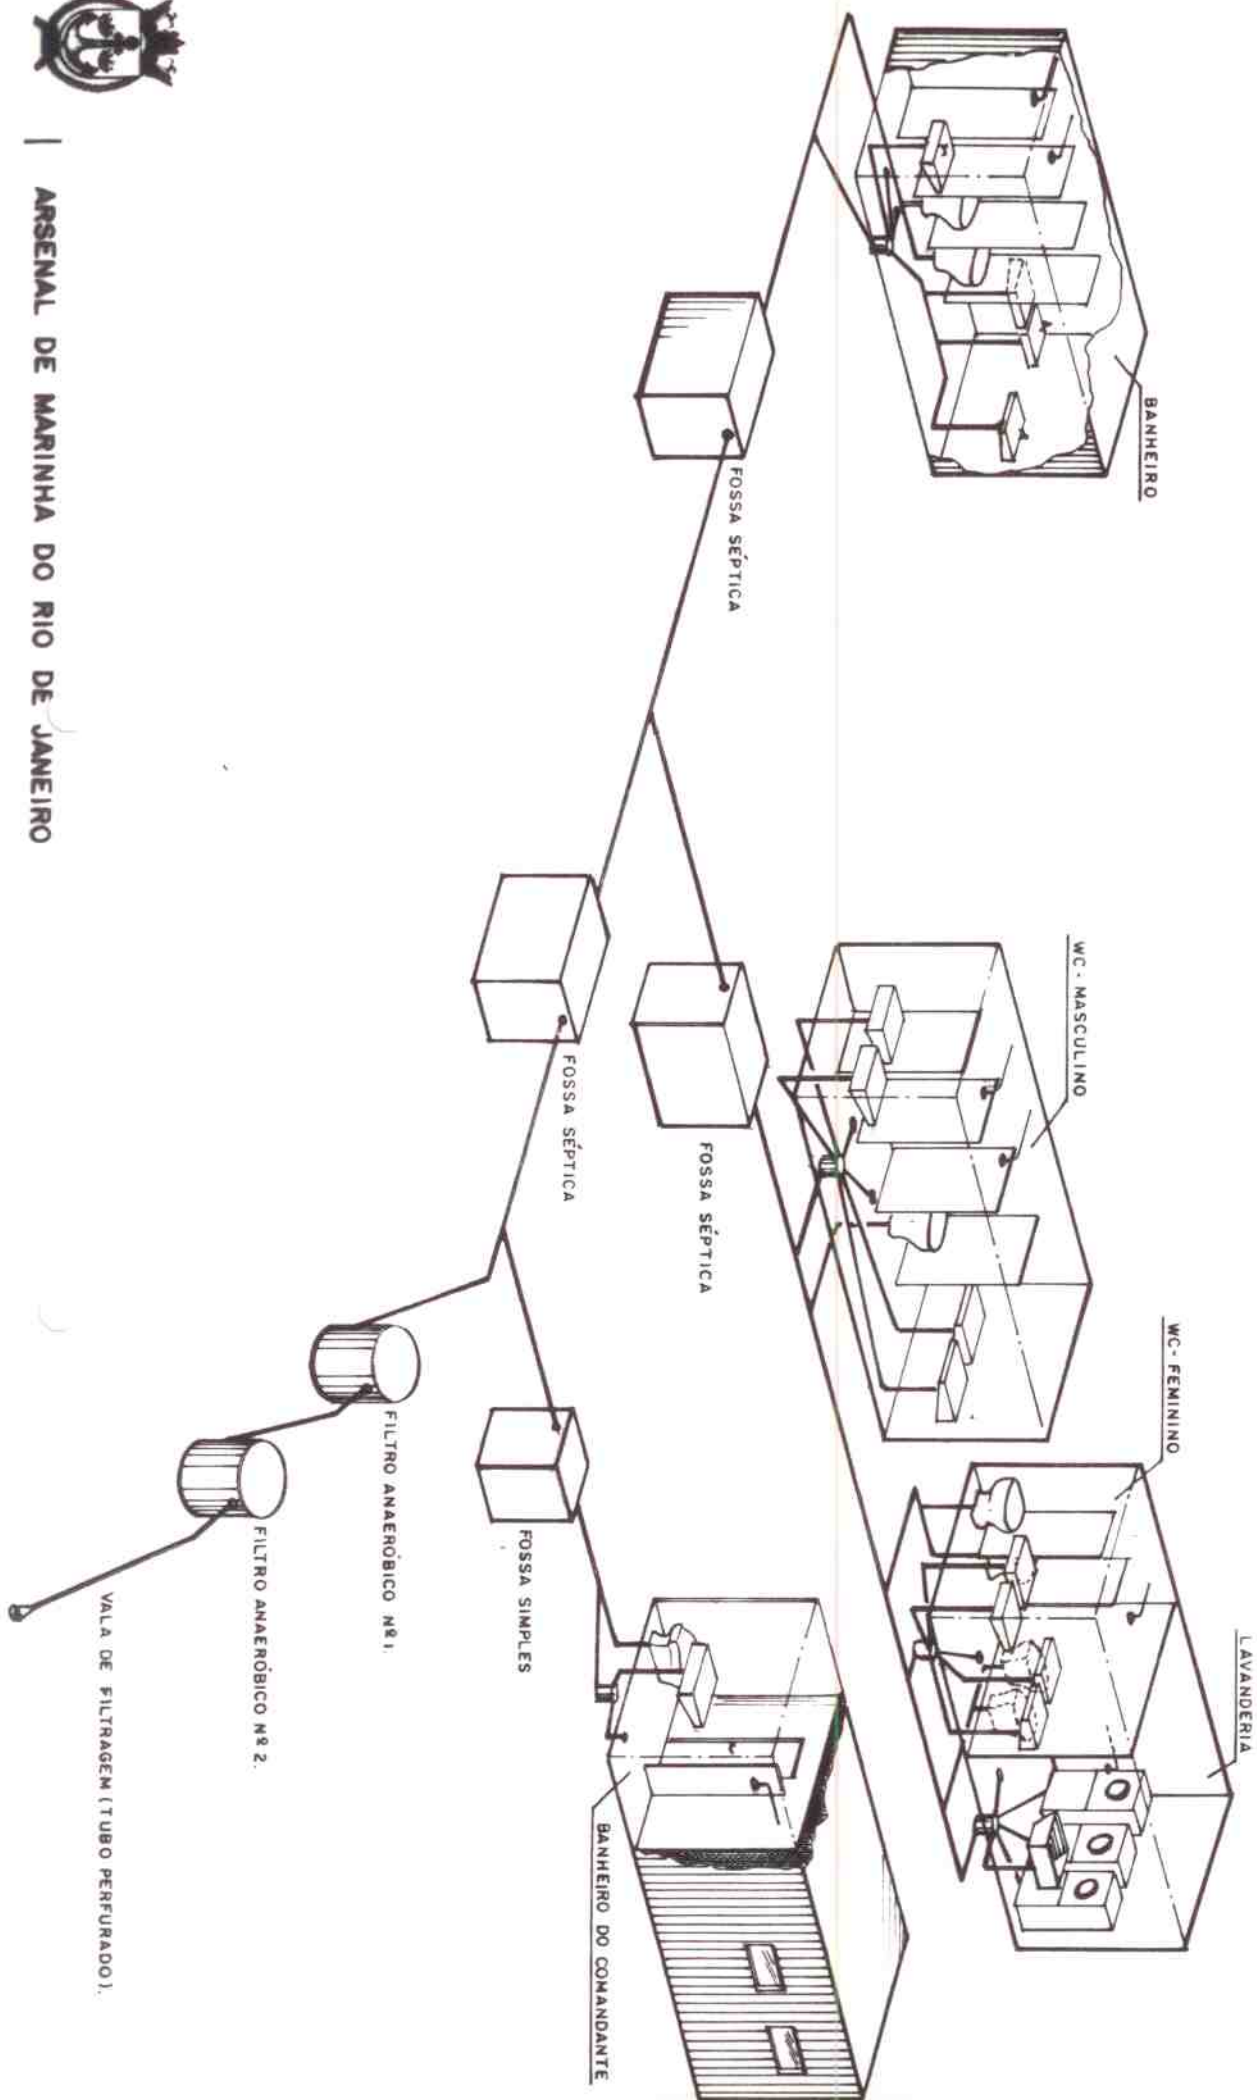 BANHEIRO
WC - MASCULINO
WC - FEMININO
LAVANDERIA
FOSSA SÉPTICA
FOSSA SÉPTICA
FOSSA SÉPTICA
FOSSA SIMPLES
BANHEIRO DO COMANDANTE
FILTRO ANAERÓBICO Nº 1.
FILTRO ANAERÓBICO Nº 2.
VALA DE FILTRAGEM (TUBO PERFURADO).
ARSENAL DE MARINHA DO RIO DE JANEIRO